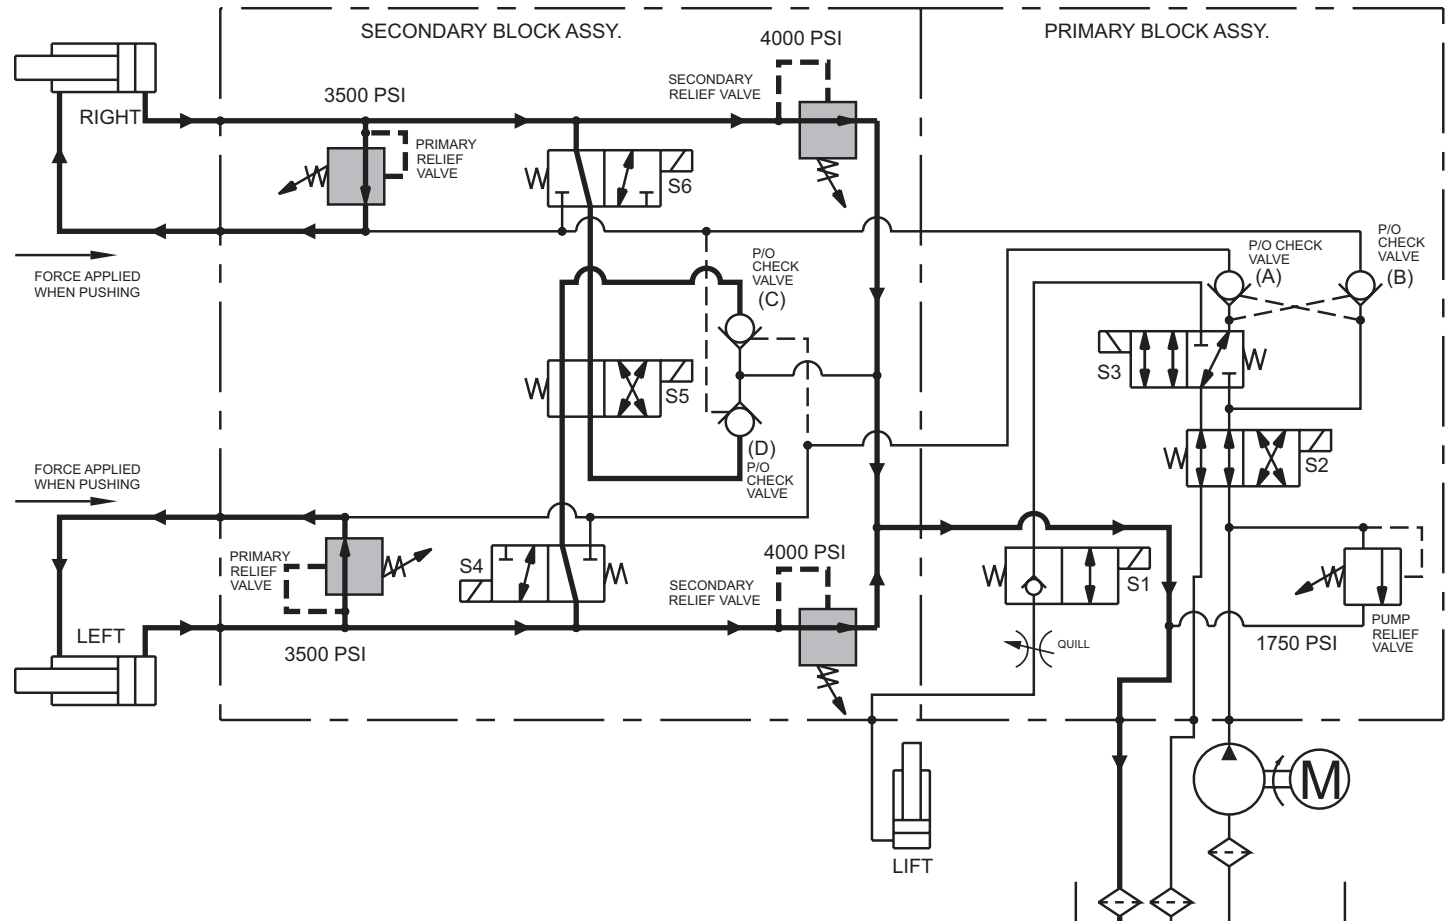 SECONDARY BLOCK ASSY.
PRIMARY BLOCK ASSY.
4000 PSI
SECONDARY
RELIEF VALVE
3500 PSI
RIGHT
PRIMARY
RELIEF
VALVE
S6
FORCE APPLIED
WHEN PUSHING
P/O
CHECK
VALVE
(C)
P/O CHECK
VALVE
(A)
P/O
CHECK
VALVE
(B)
S3
S5
(D)
P/O
CHECK
VALVE
S2
FORCE APPLIED
WHEN PUSHING
PRIMARY
RELIEF
VALVE
S4
4000 PSI
SECONDARY
RELIEF VALVE
S1
LEFT
3500 PSI
QUILL
1750 PSI
PUMP
RELIEF
VALVE
M
LIFT